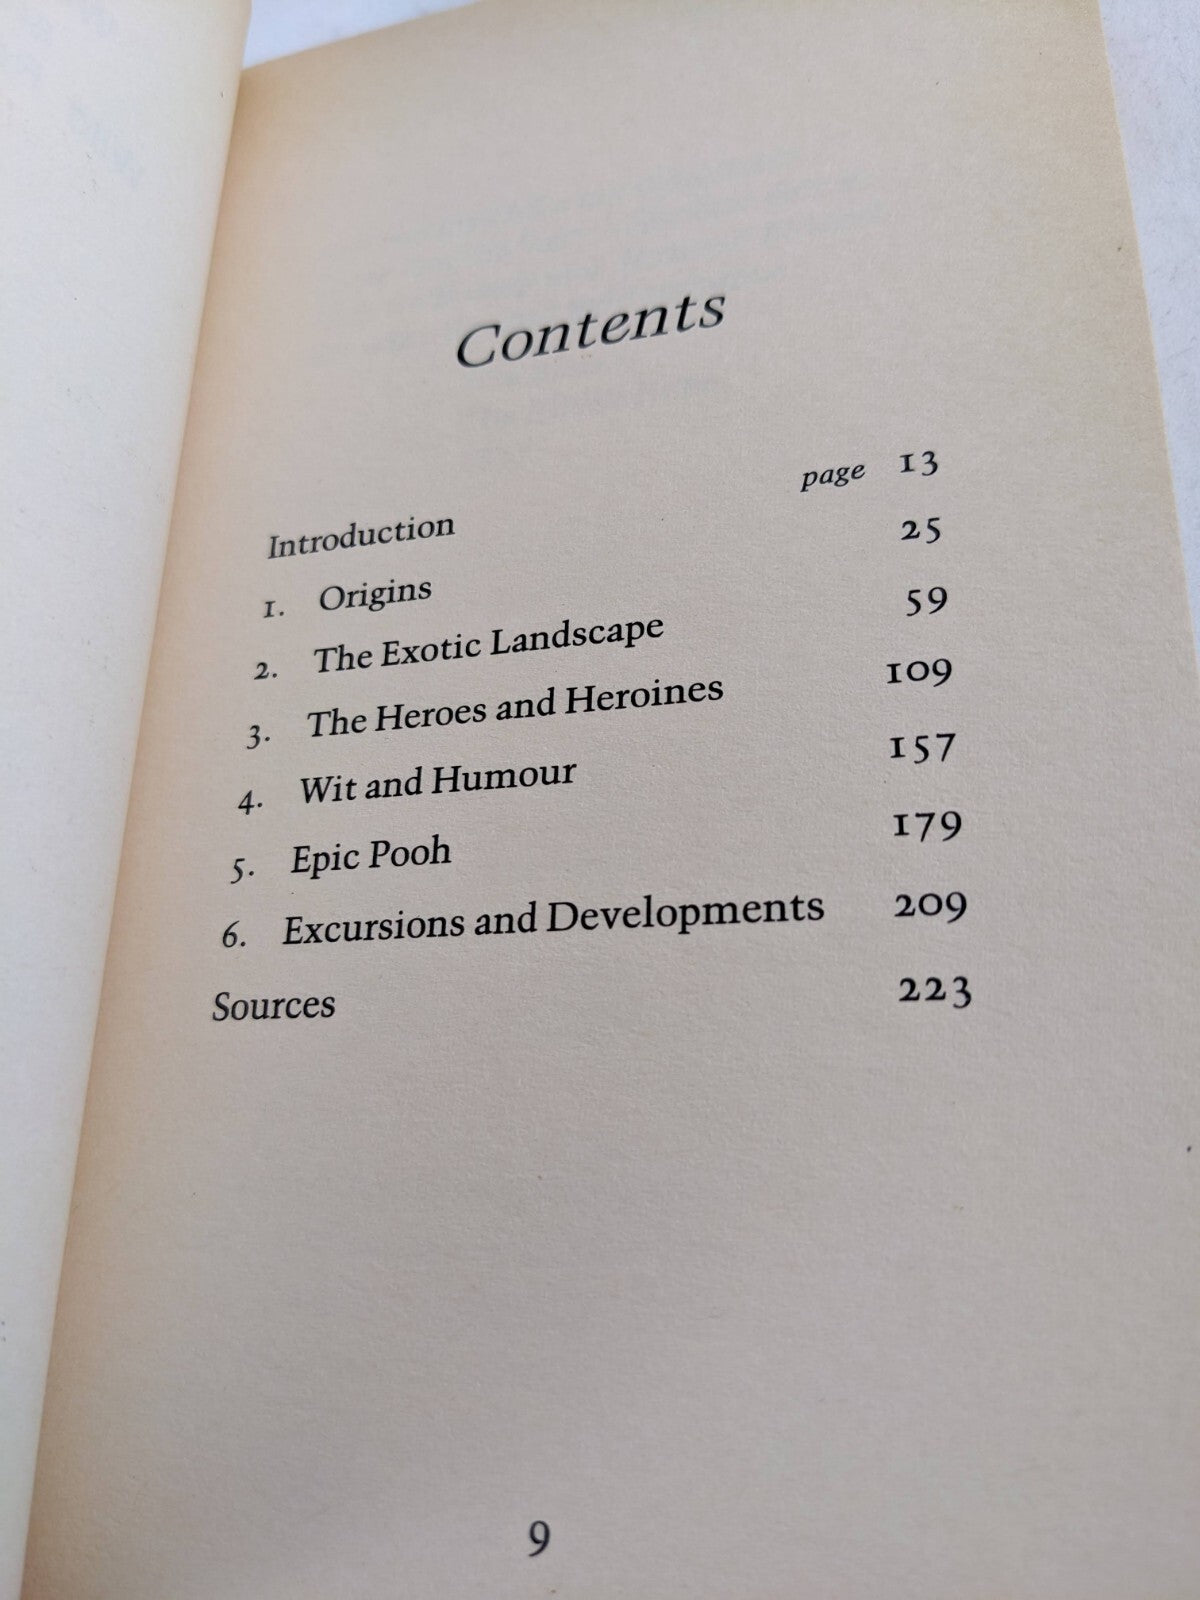 Contents
Introduction page 13
1. Origins 25
2. The Exotic Landscape 59
3. The Heroes and Heroines 109
4. Wit and Humour 157
5. Epic Pooh 179
6. Excursions and Developments 209
Sources 223
9